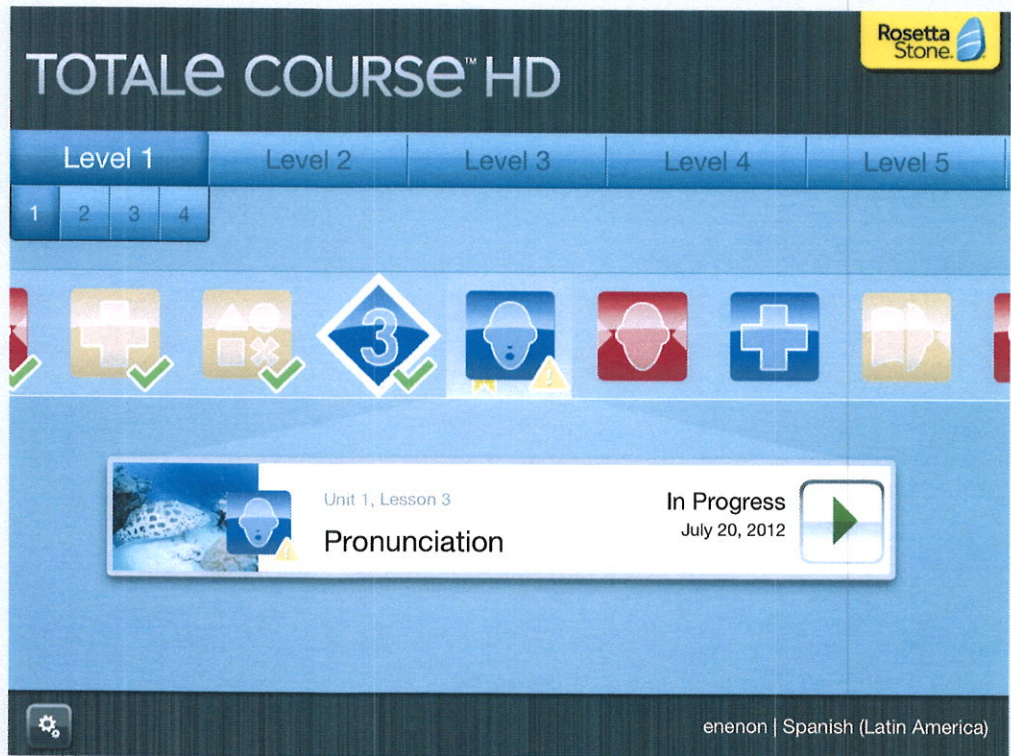 Rosetta
Stone.
TOTALe COURSe™ HD
Level 1
Level 2
Level 3
Level 4
Level 5
1
2
3
4
3
Unit 1, Lesson 3
Pronunciation
In Progress
July 20, 2012
enenon | Spanish (Latin America)